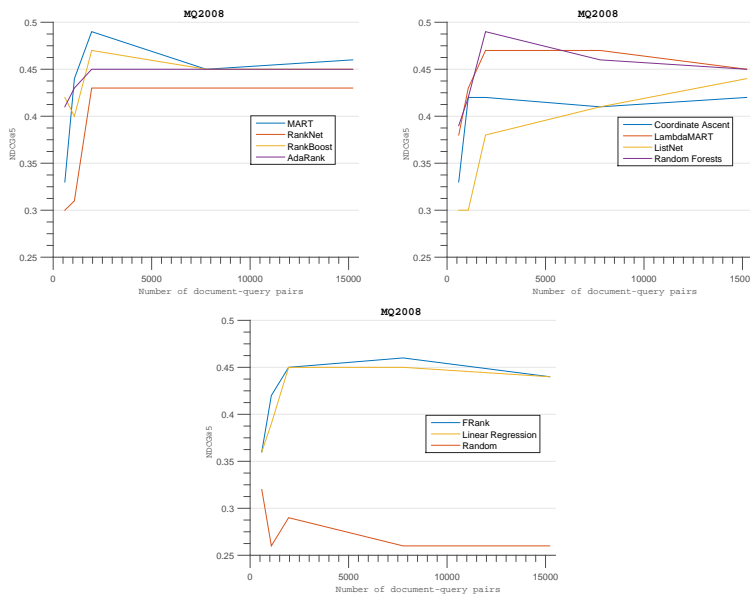 MQ2008
0.5
0.45
0.4
0.35
0.3
0.25
NDCG@5
MART
RankNet
RankBoost
AdaRank
0 5000 10000 15000
Number of document-query pairs
MQ2008
0.5
0.45
0.4
0.35
0.3
0.25
NDCG@5
Coordinate Ascent
LambdaMART
ListNet
Random Forests
0 5000 10000 15000
Number of document-query pairs
MQ2008
0.5
0.45
0.4
0.35
0.3
0.25
NDCG@5
FRank
Linear Regression
Random
0 5000 10000 15000
Number of document-query pairs